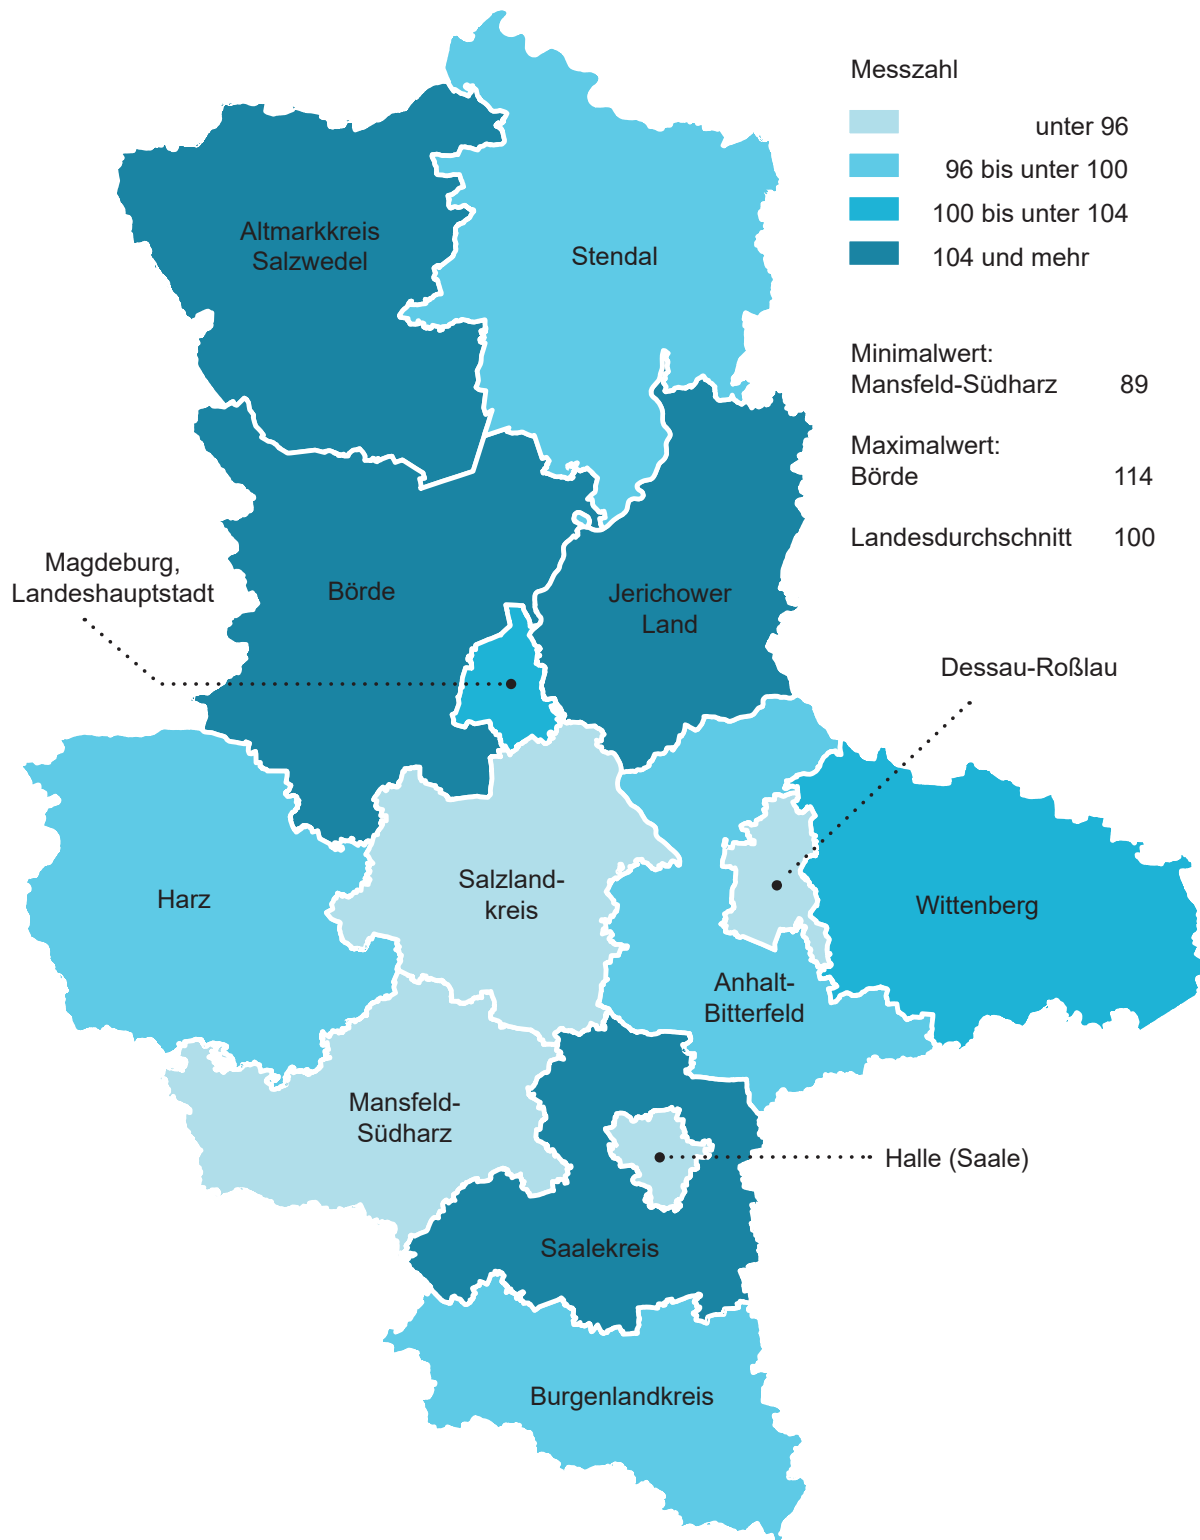 Messzahl
unter 96
96 bis unter 100
100 bis unter 104
104 und mehr
Minimalwert:
Mansfeld-Südharz 89
Maximalwert:
Börde 114
Landesdurchschnitt 100
Altmarkkreis
Salzwedel
Stendal
Magdeburg,
Landeshauptstadt
Börde
Jerichower
Land
Dessau-Roßlau
Harz
Salzland-
kreis
Wittenberg
Anhalt-
Bitterfeld
Mansfeld-
Südharz
Halle (Saale)
Saalekreis
Burgenlandkreis